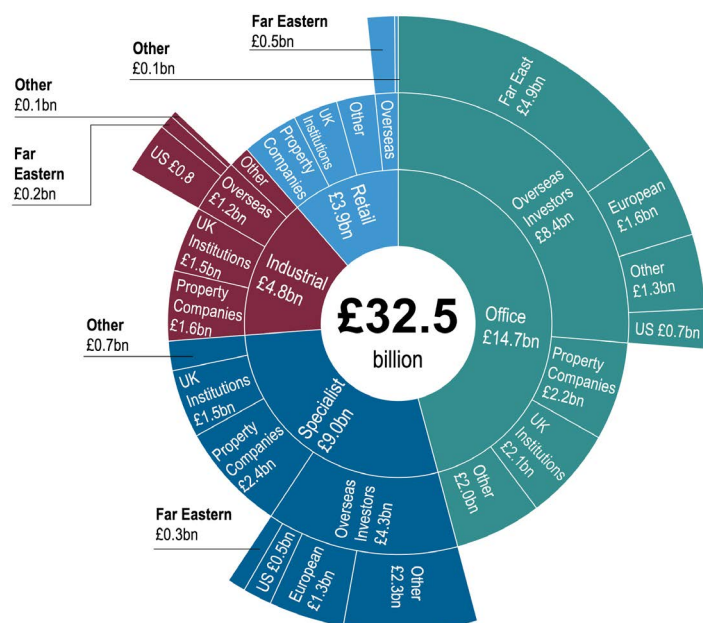 Far Eastern
£0.5bn
Other
£0.1bn
Other
£0.1bn
Far
Eastern
£0.2bn
US £0.8
Other
Overseas
£1.2bn
UK
Institutions
£1.5bn
Property
Companies
£1.6bn
Industrial
£4.8bn
Property
Companies
UK
Institutions
Other
Overseas
Retail
£3.9bn
Far East
£4.9bn
Overseas
Investors
£8.4bn
European
£1.6bn
Other
£1.3bn
US £0.7bn
Office
£14.7bn
Property
Companies
£2.2bn
UK
Institutions
£2.1bn
Other
£2.0bn
£32.5
billion
Specialist
£9.0bn
Other
£0.7bn
UK
Institutions
£1.5bn
Property
Companies
£2.4bn
Overseas
Investors
£4.3bn
Far Eastern
£0.3bn
US £0.5bn
European
£1.3bn
Other
£2.3bn